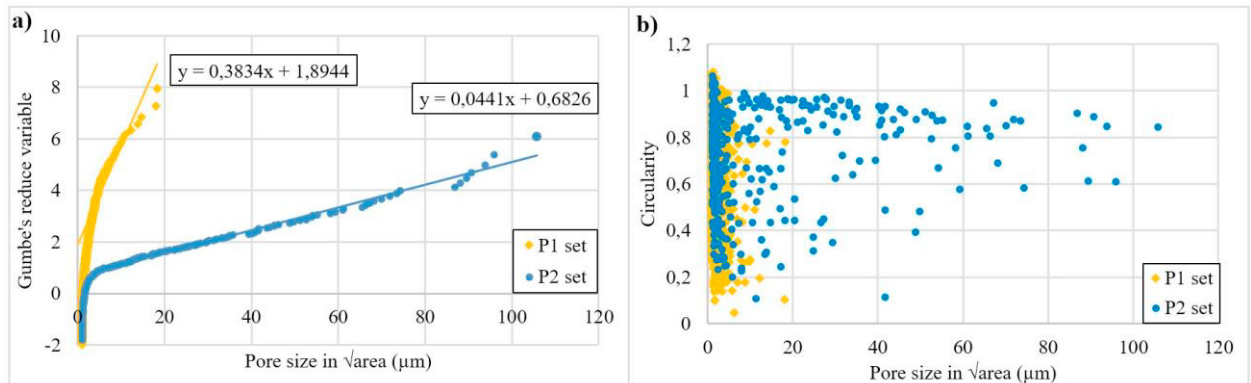 a)
Gumbe's reduce variable
10
8
6
4
2
0
-2
y = 0,3834x + 1,8944
y = 0,0441x + 0,6826
P1 set
P2 set
0 20 40 60 80 100 120
Pore size in √area (µm)
b)
Circularity
1,2
1
0,8
0,6
0,4
0,2
0
P1 set
P2 set
0 20 40 60 80 100 120
Pore size in √area (µm)